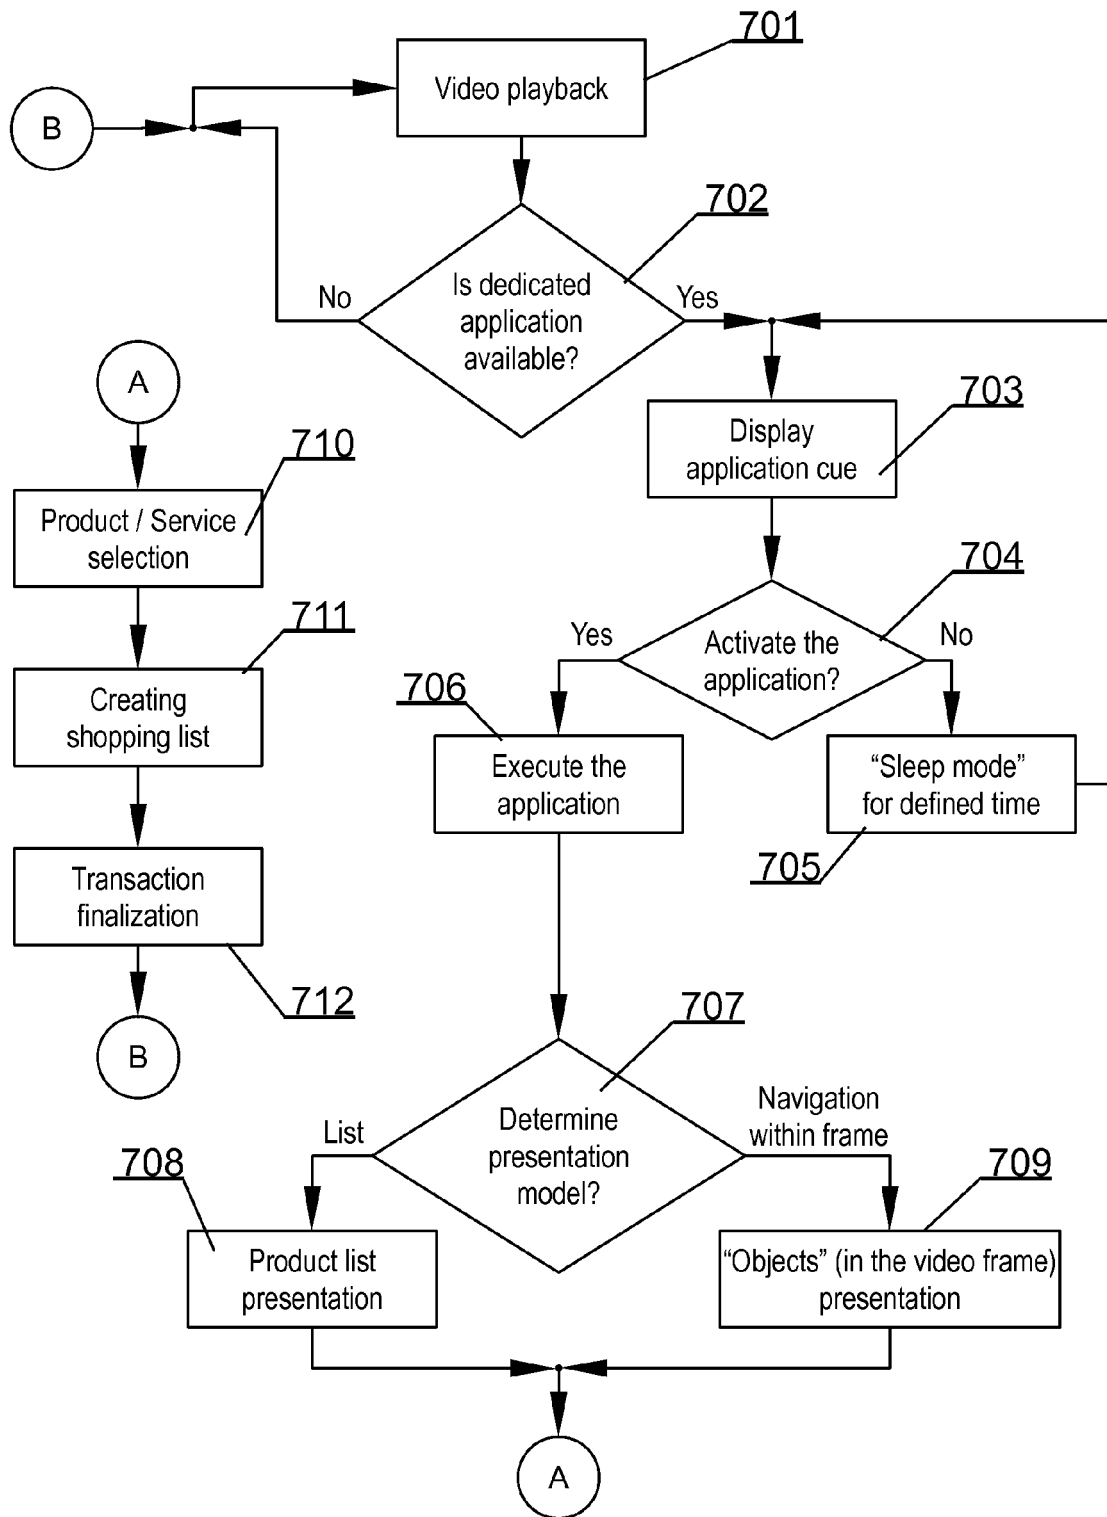 701
Video playback
B
702
Is dedicated
application
available?
No
Yes
A
703
Display
application cue
710
Product / Service
selection
704
Activate the
application?
Yes
No
711
Creating
shopping list
706
Execute the
application
"Sleep mode"
for defined time
705
Transaction
finalization
712
B
707
Determine
presentation
model?
List
Navigation
within frame
708
Product list
presentation
709
“Objects” (in the video frame)
presentation
A